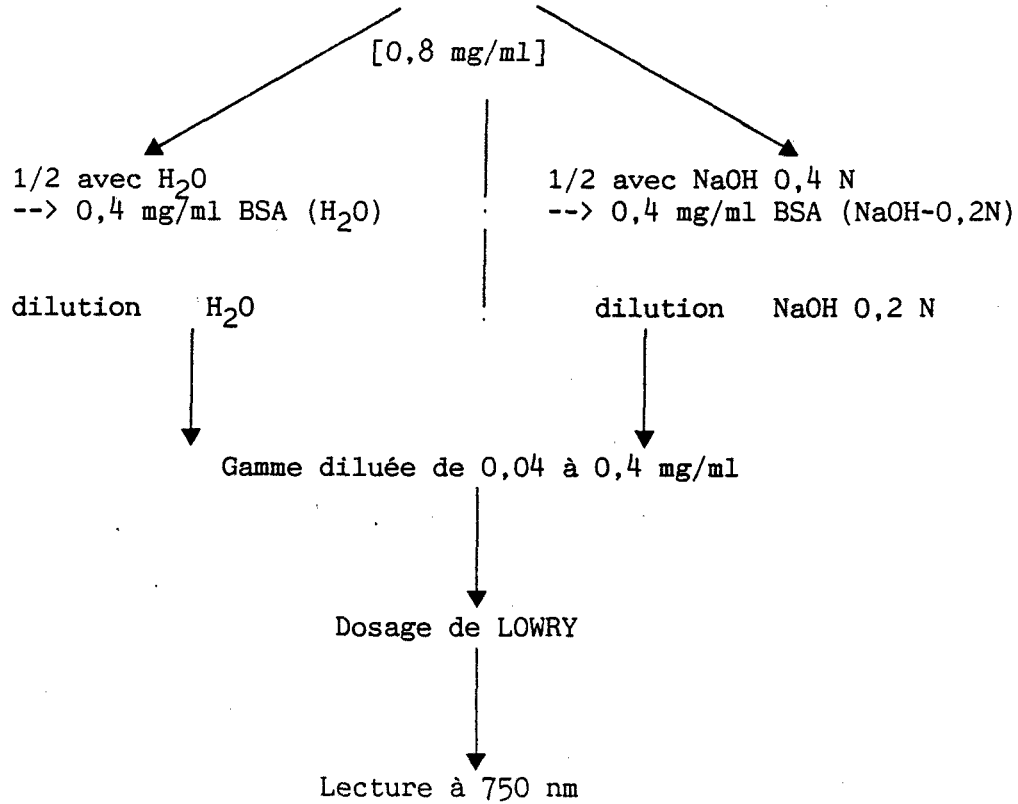 [0,8 mg/ml]
1/2 avec H₂O
--> 0,4 mg/ml BSA (H₂O)
1/2 avec NaOH 0,4 N
--> 0,4 mg/ml BSA (NaOH-0,2N)
dilution H₂O
dilution NaOH 0,2 N
Gamme diluée de 0,04 à 0,4 mg/ml
Dosage de LOWRY
Lecture à 750 nm